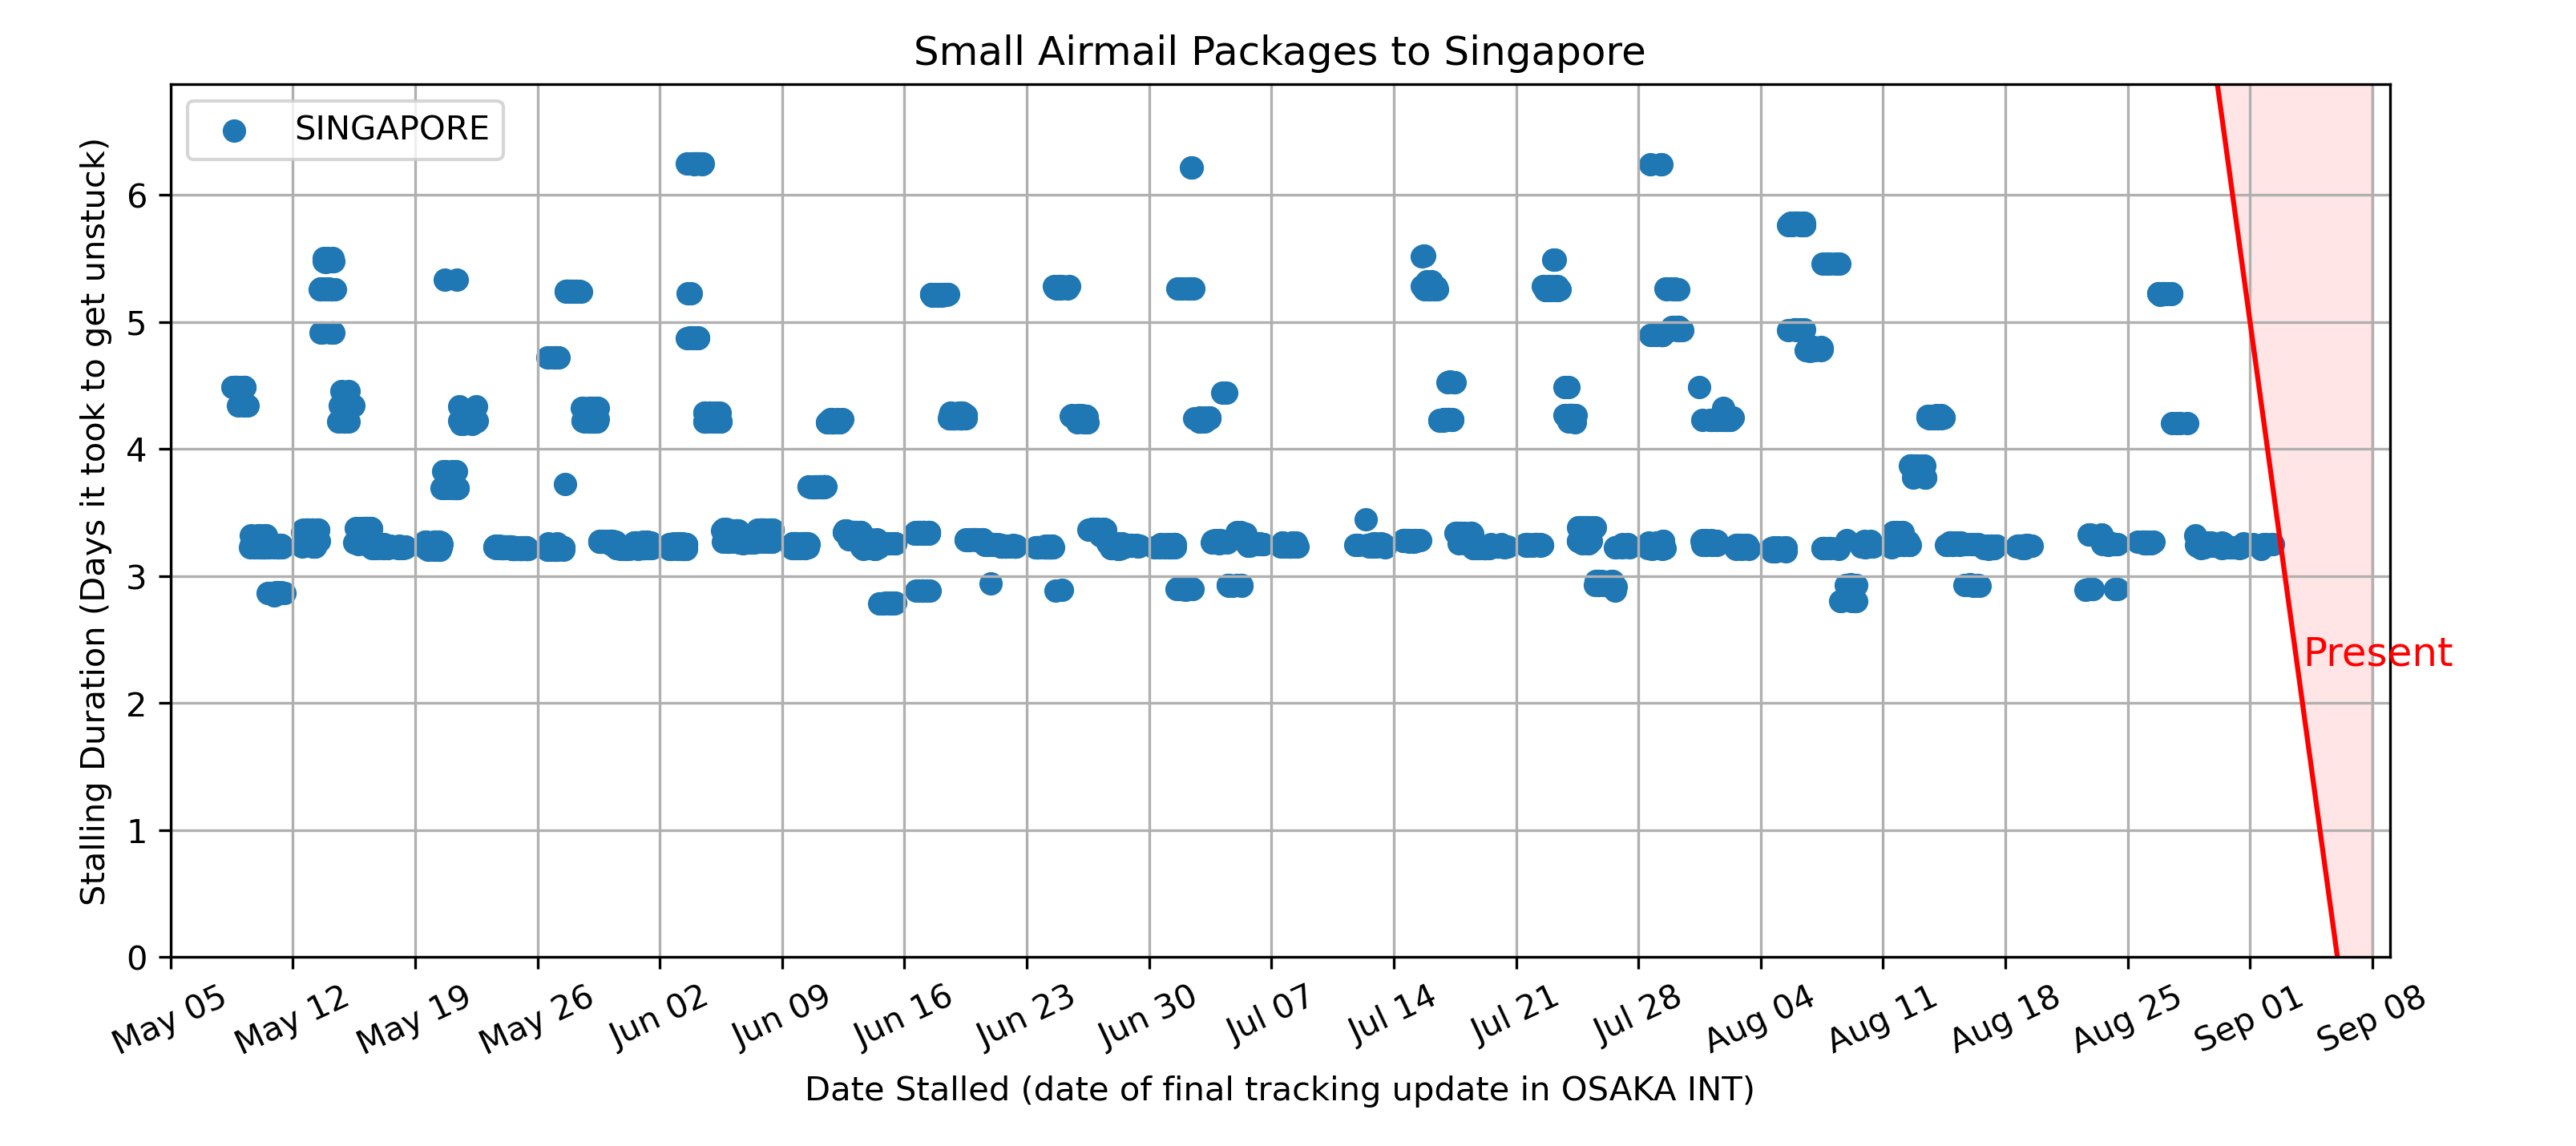 Small Airmail Packages to Singapore
SINGAPORE
Stalling Duration (Days it took to get unstuck)
6
5
4
3
2
1
0
Present
May 05
May 12
May 19
May 26
Jun 02
Jun 09
Jun 16
Jun 23
Jun 30
Jul 07
Jul 14
Jul 21
Jul 28
Aug 04
Aug 11
Aug 18
Aug 25
Sep 01
Sep 08
Date Stalled (date of final tracking update in OSAKA INT)